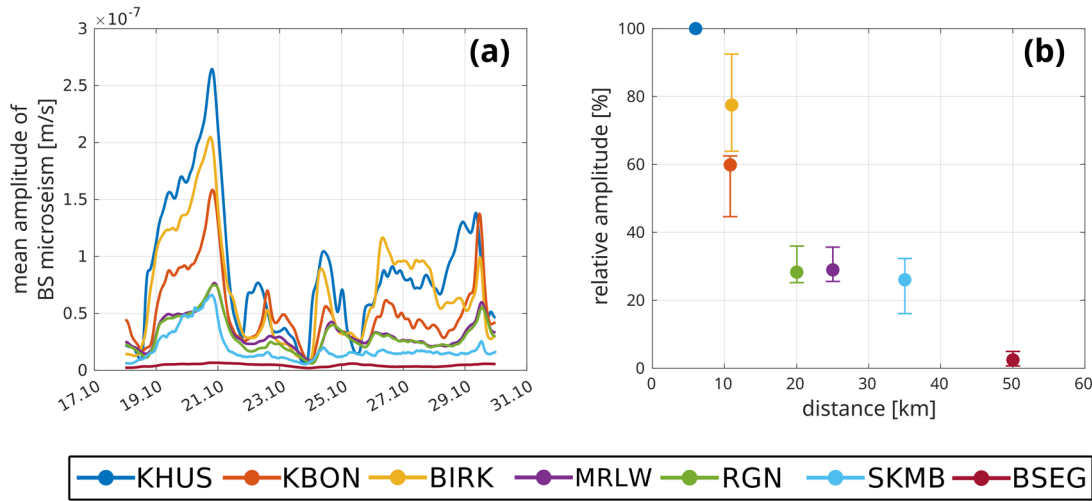 ×10⁻⁷
(a)
mean amplitude of
BS microseism [m/s]
3
2.5
2
1.5
1
0.5
0
17.10
19.10
21.10
23.10
25.10
27.10
29.10
31.10
(b)
relative amplitude [%]
100
80
60
40
20
0
0 10 20 30 40 50 60
distance [km]
KHUS KBON BIRK MRLW RGN SKMB BSEG